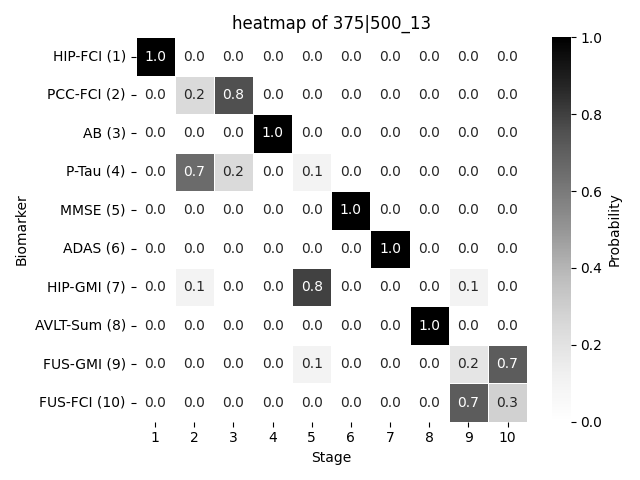 heatmap of 375|500_13
HIP-FCI (1) 1.0 0.0 0.0 0.0 0.0 0.0 0.0 0.0 0.0 0.0
PCC-FCI (2) 0.0 0.2 0.8 0.0 0.0 0.0 0.0 0.0 0.0 0.0
AB (3) 0.0 0.0 0.0 1.0 0.0 0.0 0.0 0.0 0.0 0.0
P-Tau (4) 0.0 0.7 0.2 0.0 0.1 0.0 0.0 0.0 0.0 0.0
MMSE (5) 0.0 0.0 0.0 0.0 0.0 1.0 0.0 0.0 0.0 0.0
ADAS (6) 0.0 0.0 0.0 0.0 0.0 0.0 1.0 0.0 0.0 0.0
HIP-GMI (7) 0.0 0.1 0.0 0.0 0.8 0.0 0.0 0.0 0.1 0.0
AVLT-Sum (8) 0.0 0.0 0.0 0.0 0.0 0.0 0.0 1.0 0.0 0.0
FUS-GMI (9) 0.0 0.0 0.0 0.0 0.1 0.0 0.0 0.0 0.2 0.7
FUS-FCI (10) 0.0 0.0 0.0 0.0 0.0 0.0 0.0 0.0 0.7 0.3
1 2 3 4 5 6 7 8 9 10
Stage
Biomarker
1.0
0.8
0.6
0.4
0.2
0.0
Probability